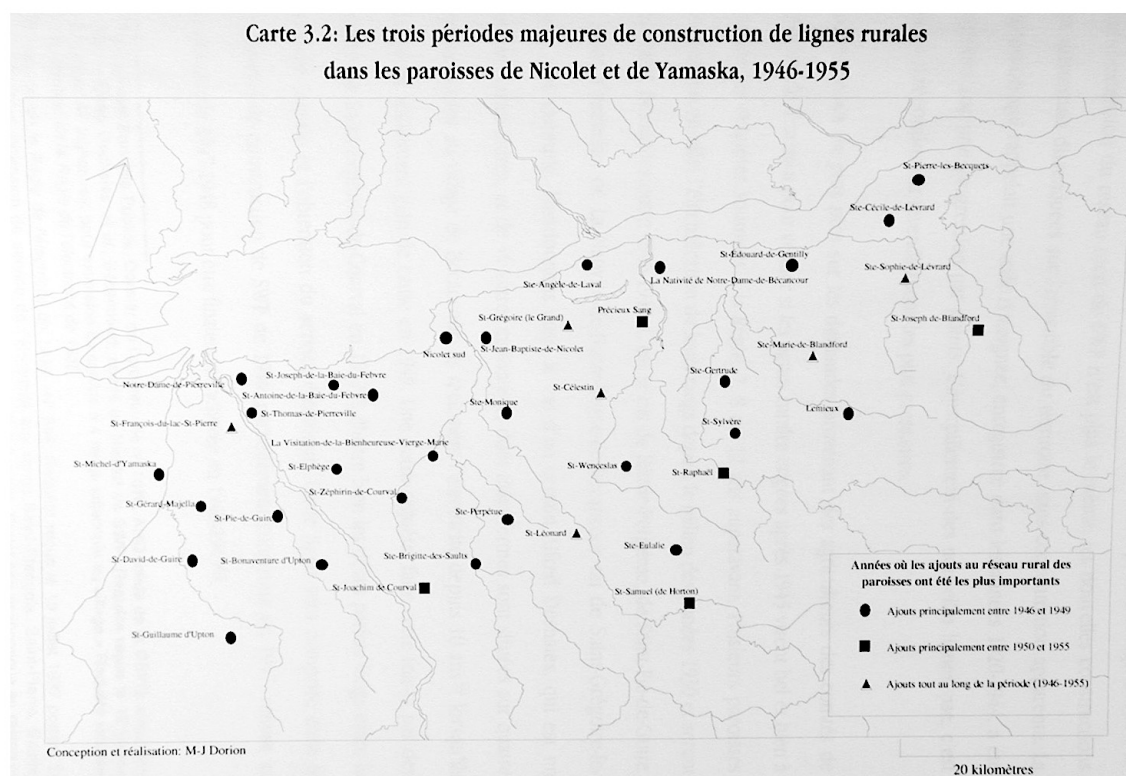 Carte 3.2: Les trois périodes majeures de construction de lignes rurales
dans les paroisses de Nicolet et de Yamaska, 1946-1955
St-Pierre-les-Becquets
Ste-Cécile-de-Lévrard
St-Édouard-de-Gentilly
Ste-Sophie-de-Lévrard
Ste-Angèle-de-Laval
La Nativité de Notre-Dame-de-Bécancour
St-Grégoire (le Grand)
Précieux Sang
St-Joseph de-Blandford
Nicolet sud
St-Jean-Baptiste-de-Nicolet
Ste-Marie-de-Blandford
Notre-Dame-de-Pierreville
St-Joseph-de-la-Baie-du-Febvre
Ste-Gertrude
St-Antoine-de-la-Baie-du-Febvre
St-Célestin
Ste-Monique
St-Thomas-de-Pierreville
Lemieux
St-François-du-lac-St-Pierre
St-Sylvère
La Visitation-de-la-Bienheureuse-Vierge-Marie
St-Michel-d'Yamaska
St-Elphège
St-Wenceslas
St-Raphaël
St-Zéphirin-de-Courval
St-Gérard-Majella
St-Pie-de-Guire
Ste-Perpétue
St-Léonard
Ste-Eulalie
St-David-de-Guire
St-Bonaventure d'Upton
Ste-Brigitte-des-Saults
St-Joachim de Courval
St-Samuel (de Horton)
St-Guillaume d'Upton
Années où les ajouts au réseau rural des
paroisses ont été les plus importants
Ajouts principalement entre 1946 et 1949
Ajouts principalement entre 1950 et 1955
Ajouts tout au long de la période (1946-1955)
Conception et réalisation: M-J Dorion
20 kilomètres